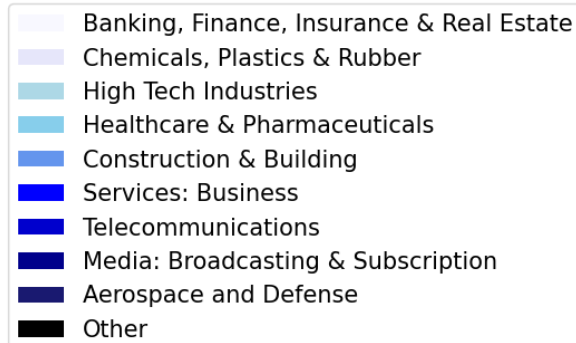 Banking, Finance, Insurance & Real Estate
Chemicals, Plastics & Rubber
High Tech Industries
Healthcare & Pharmaceuticals
Construction & Building
Services: Business
Telecommunications
Media: Broadcasting & Subscription
Aerospace and Defense
Other